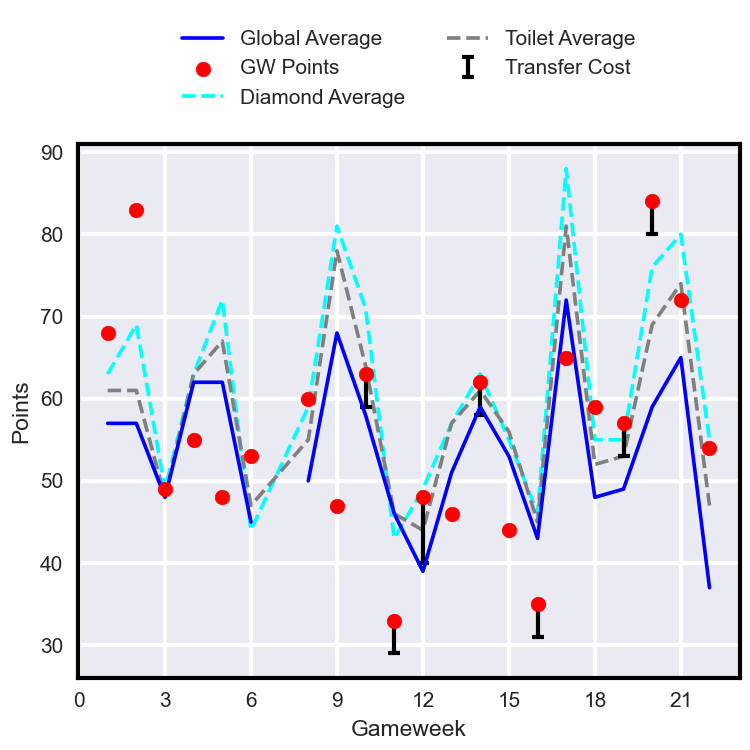 Global Average
GW Points
Diamond Average
Toilet Average
Transfer Cost
90
80
70
60
50
40
30
Points
0 3 6 9 12 15 18 21
Gameweek